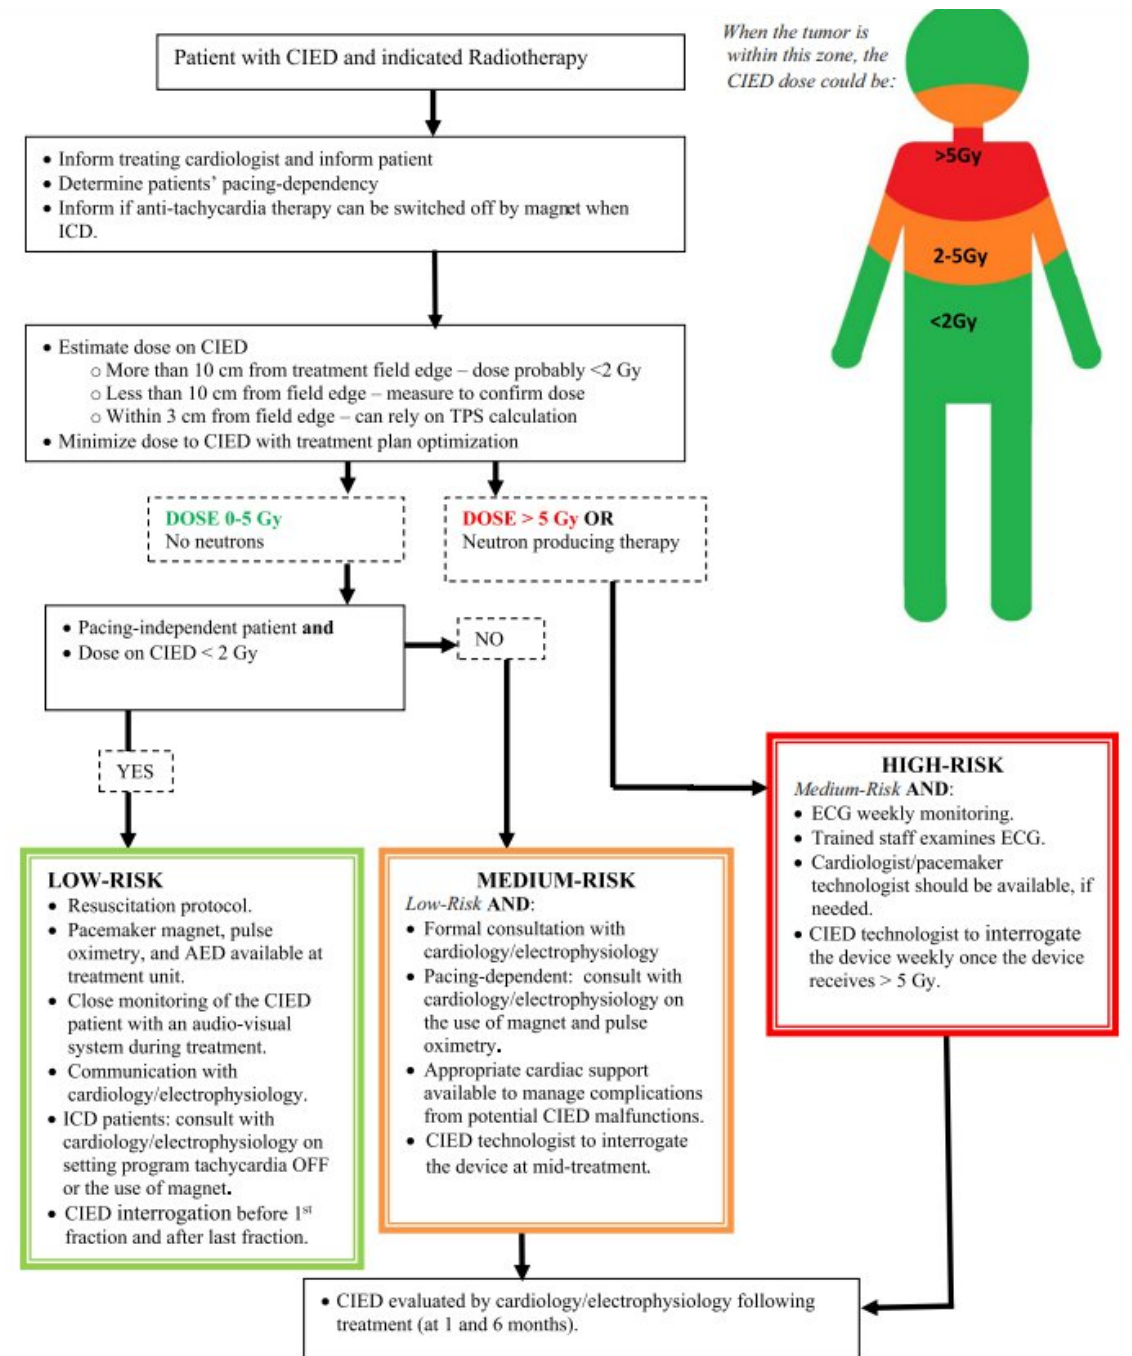 Patient with CIED and indicated Radiotherapy
When the tumor is
within this zone, the
CIED dose could be:
>5Gy
2-5Gy
<2Gy
• Inform treating cardiologist and inform patient
• Determine patients' pacing-dependency
• Inform if anti-tachycardia therapy can be switched off by magnet when
ICD.
• Estimate dose on CIED
o More than 10 cm from treatment field edge – dose probably <2 Gy
o Less than 10 cm from field edge – measure to confirm dose
o Within 3 cm from field edge – can rely on TPS calculation
• Minimize dose to CIED with treatment plan optimization
DOSE 0-5 Gy
No neutrons
DOSE > 5 Gy OR
Neutron producing therapy
• Pacing-independent patient and
• Dose on CIED < 2 Gy
NO
YES
LOW-RISK
• Resuscitation protocol.
• Pacemaker magnet, pulse
oximetry, and AED available at
treatment unit.
• Close monitoring of the CIED
patient with an audio-visual
system during treatment.
• Communication with
cardiology/electrophysiology.
• ICD patients: consult with
cardiology/electrophysiology on
setting program tachycardia OFF
or the use of magnet.
• CIED interrogation before 1st
fraction and after last fraction.
MEDIUM-RISK
Low-Risk AND:
• Formal consultation with
cardiology/electrophysiology
• Pacing-dependent: consult with
cardiology/electrophysiology on
the use of magnet and pulse
oximetry.
• Appropriate cardiac support
available to manage complications
from potential CIED malfunctions.
• CIED technologist to interrogate
the device at mid-treatment.
HIGH-RISK
Medium-Risk AND:
• ECG weekly monitoring.
• Trained staff examines ECG.
• Cardiologist/pacemaker
technologist should be available, if
needed.
• CIED technologist to interrogate
the device weekly once the device
receives > 5 Gy.
• CIED evaluated by cardiology/electrophysiology following
treatment (at 1 and 6 months).